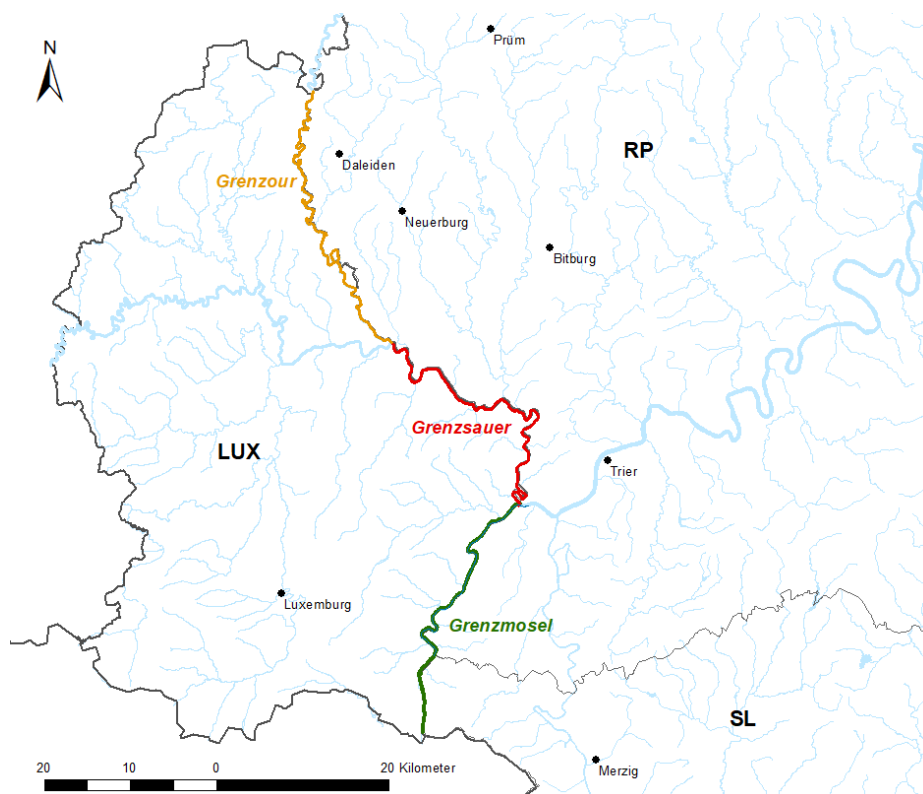 Prüm
N
RP
Daleiden
Grenzour
Neuerburg
Bitburg
Grenzsauer
LUX
Trier
Luxemburg
Grenzmosel
SL
20 10 0 20 Kilometer
Merzig